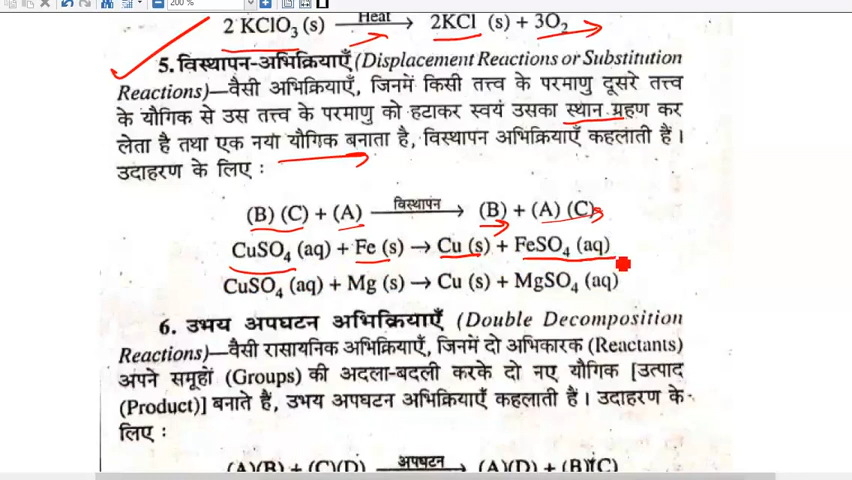 200 %
2 KClO₃ (s) Heat→ 2KCl (s) + 3O₂
5. विस्थापन-अभिक्रियाएँ (Displacement Reactions or Substitution
Reactions)—वैसी अभिक्रियाएँ, जिनमें किसी तत्त्व के परमाणु दूसरे तत्त्व
के यौगिक से उस तत्त्व के परमाणु को हटाकर स्वयं उसका स्थान ग्रहण कर
लेता है तथा एक नया यौगिक बनाता है, विस्थापन अभिक्रियाएँ कहलाती हैं।
उदाहरण के लिए :
(B) (C) + (A) विस्थापन→ (B) + (A) (C)
CuSO₄ (aq) + Fe (s) → Cu (s) + FeSO₄ (aq)
CuSO₄ (aq) + Mg (s) → Cu (s) + MgSO₄ (aq)
6. उभय अपघटन अभिक्रियाएँ (Double Decomposition
Reactions)—वैसी रासायनिक अभिक्रियाएँ, जिनमें दो अभिकारक (Reactants)
अपने समूहों (Groups) की अदला-बदली करके दो नए यौगिक [उत्पाद
(Product)] बनाते हैं, उभय अपघटन अभिक्रियाएँ कहलाती हैं। उदाहरण के
लिए :
(A)(B) + (C)(D) अपघटन→ (A)(D) + (B)(C)